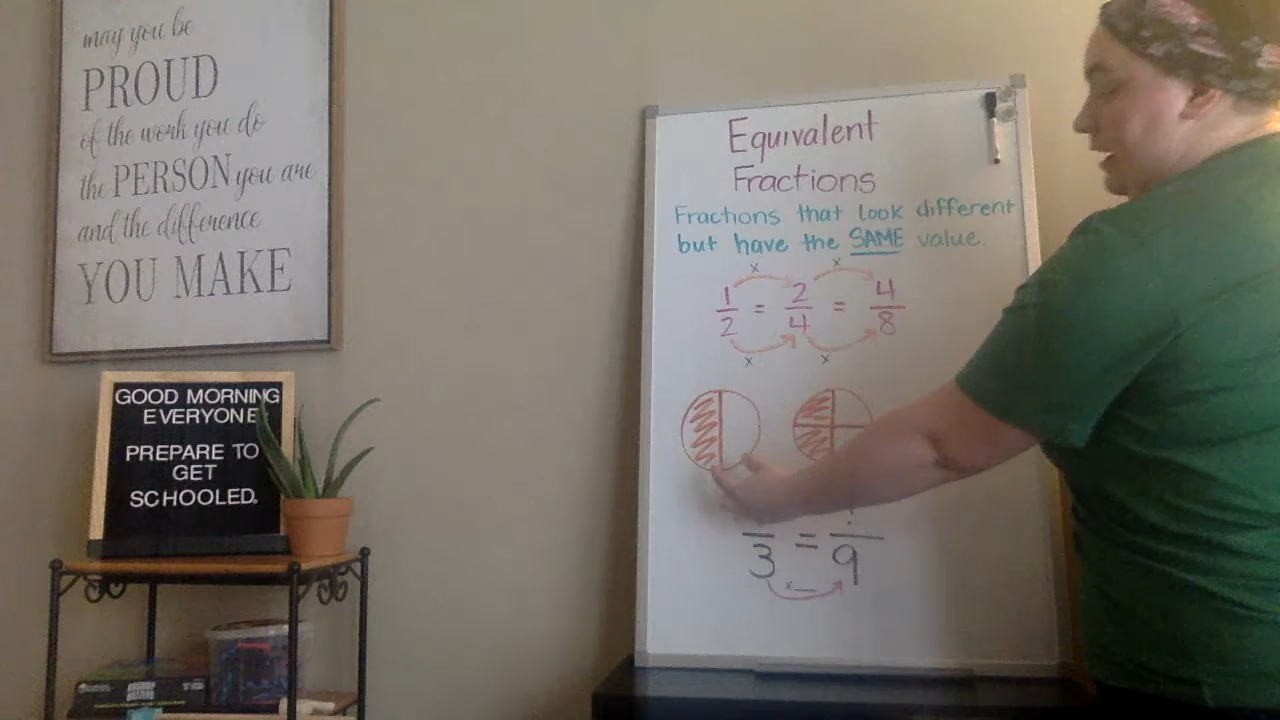 may you be
PROUD
of the work you do
the PERSON you are
and the difference
YOU MAKE
GOOD MORNING
EVERYONE
PREPARE TO
GET
SCHOOLED.
Equivalent
Fractions
Fractions that look different
but have the SAME value.
x x
1/2 = 2/4 = 4/8
x x
3 = 9
x __